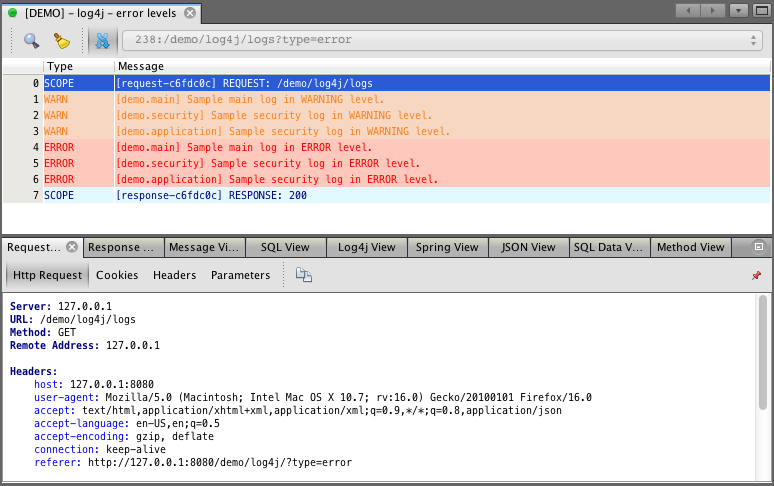 [DEMO] – log4j – error levels
238:/demo/log4j/logs?type=error
Type Message
0 SCOPE [request-c6fdc0c] REQUEST: /demo/log4j/logs
1 WARN [demo.main] Sample main log in WARNING level.
2 WARN [demo.security] Sample security log in WARNING level.
3 WARN [demo.application] Sample security log in WARNING level.
4 ERROR [demo.main] Sample main log in ERROR level.
5 ERROR [demo.security] Sample security log in ERROR level.
6 ERROR [demo.application] Sample security log in ERROR level.
7 SCOPE [response-c6fdc0c] RESPONSE: 200
Request... Response ... Message Vi... SQL View Log4j View Spring View JSON View SQL Data V... Method View
Http Request Cookies Headers Parameters
Server: 127.0.0.1
URL: /demo/log4j/logs
Method: GET
Remote Address: 127.0.0.1
Headers:
host: 127.0.0.1:8080
user-agent: Mozilla/5.0 (Macintosh; Intel Mac OS X 10.7; rv:16.0) Gecko/20100101 Firefox/16.0
accept: text/html,application/xhtml+xml,application/xml;q=0.9,*/*;q=0.8,application/json
accept-language: en-US,en;q=0.5
accept-encoding: gzip, deflate
connection: keep-alive
referer: http://127.0.0.1:8080/demo/log4j/?type=error